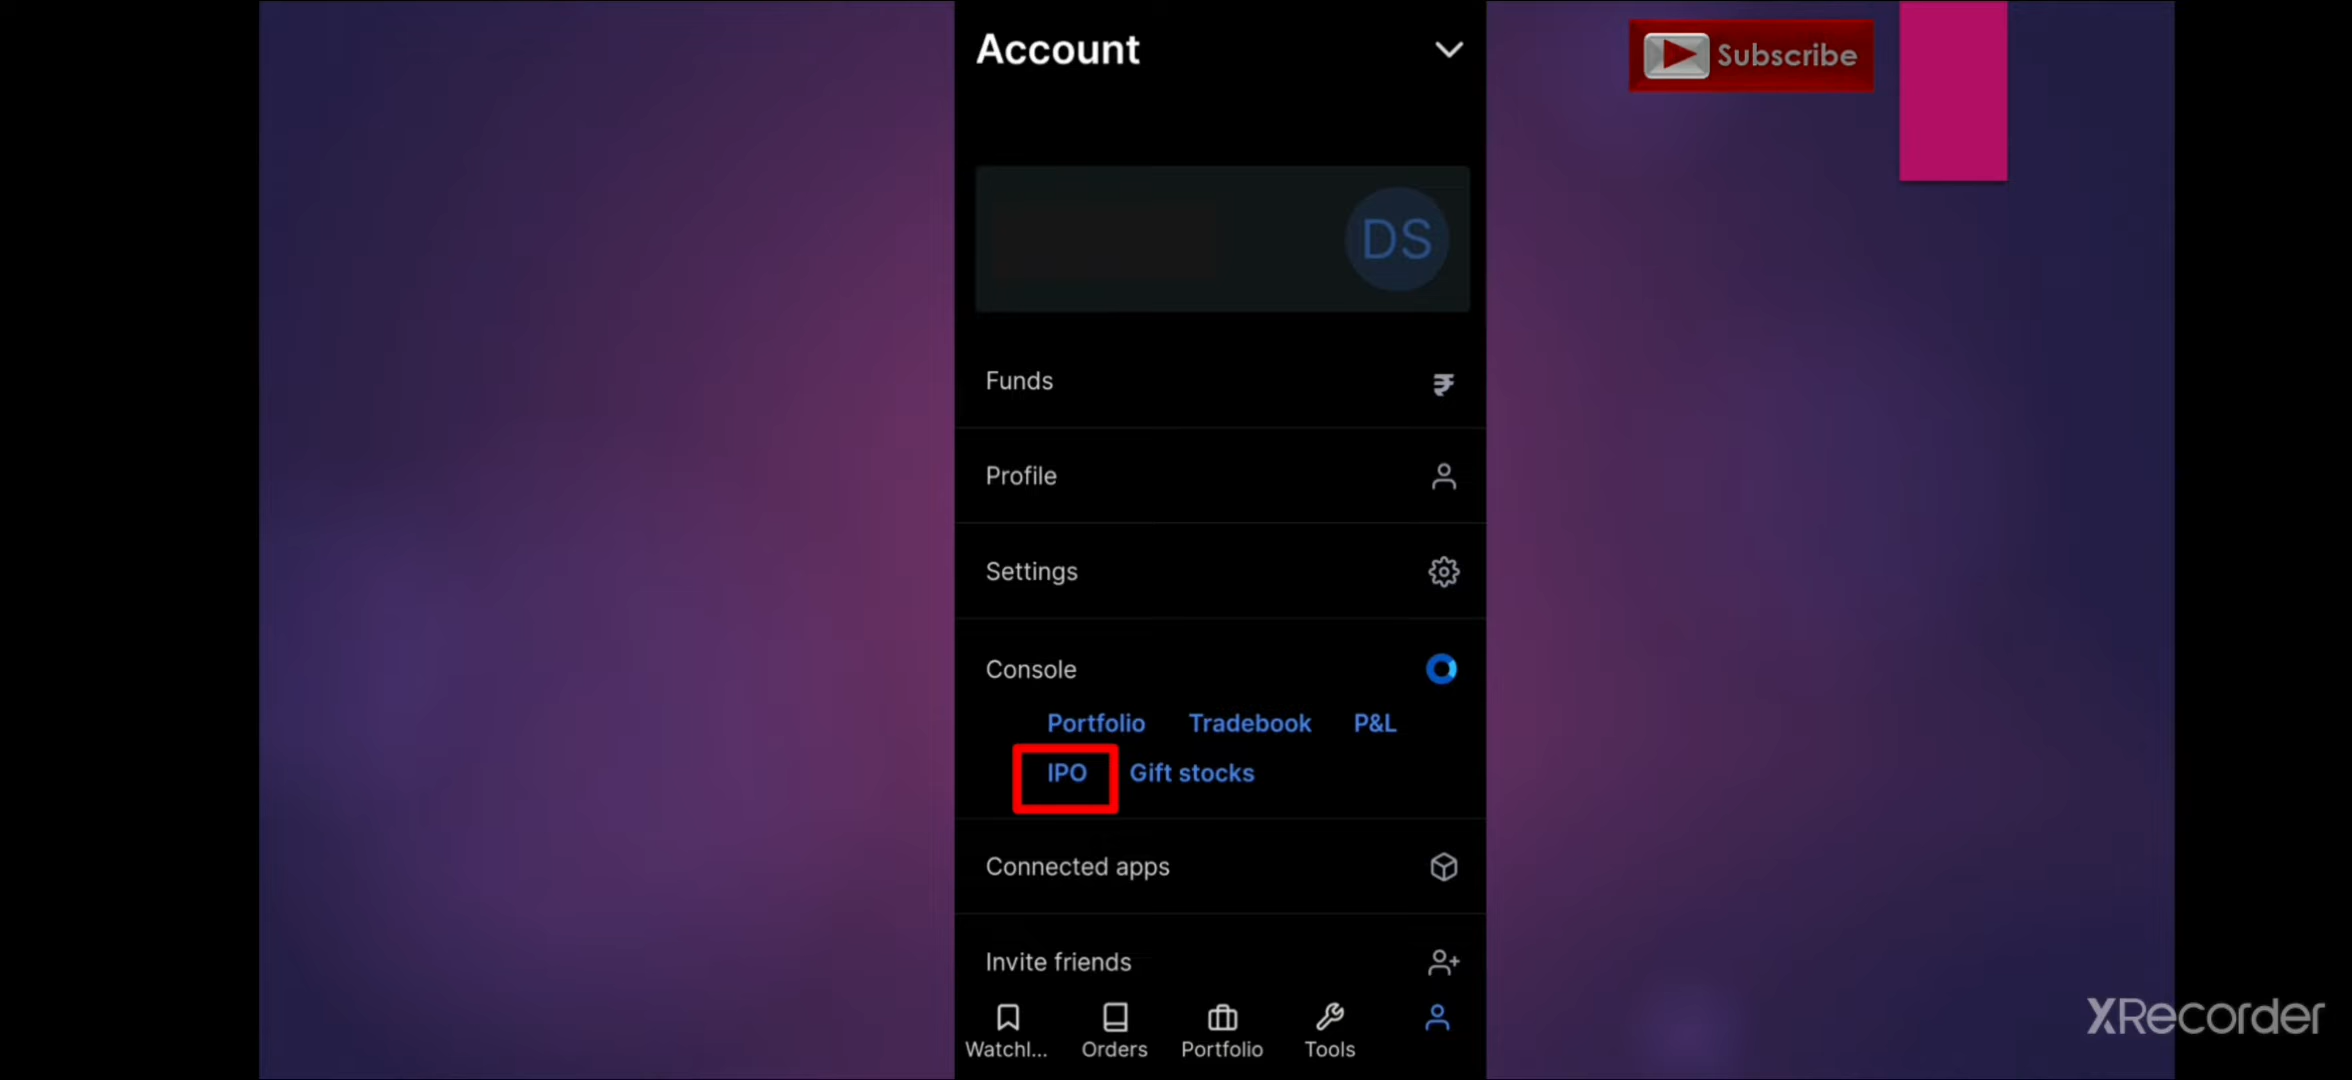 Account
Subscribe
DS
Funds ₹
Profile
Settings
Console
Portfolio Tradebook P&L
IPO Gift stocks
Connected apps
Invite friends
Watchl... Orders Portfolio Tools
XRecorder